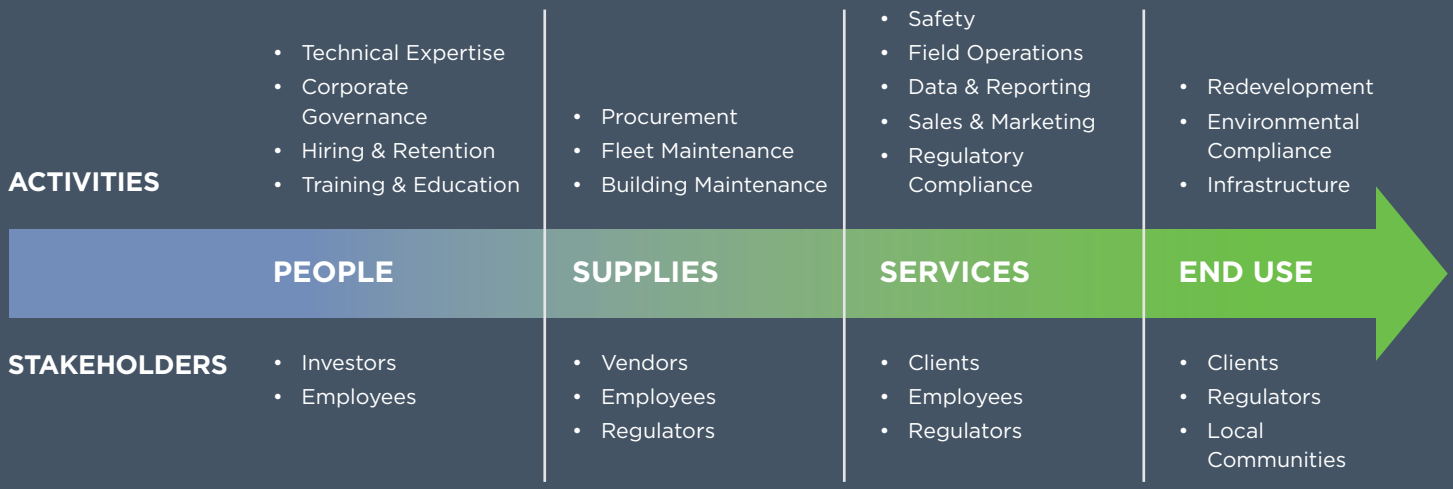 ACTIVITIES
• Technical Expertise
• Corporate
Governance
• Hiring & Retention
• Training & Education
• Procurement
• Fleet Maintenance
• Building Maintenance
• Safety
• Field Operations
• Data & Reporting
• Sales & Marketing
• Regulatory
Compliance
• Redevelopment
• Environmental
Compliance
• Infrastructure
PEOPLE
SUPPLIES
SERVICES
END USE
STAKEHOLDERS
• Investors
• Employees
• Vendors
• Employees
• Regulators
• Clients
• Employees
• Regulators
• Clients
• Regulators
• Local
Communities